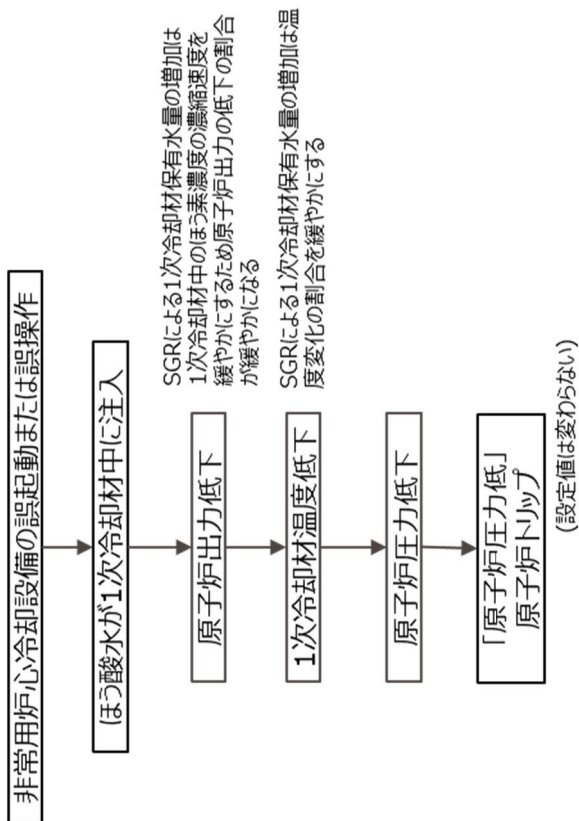 非常用炉心冷却設備の誤起動または誤操作
ほう酸水が1次冷却材中に注入
原子炉出力低下
SGRによる1次冷却材保有水量の増加は
1次冷却材中のほう素濃度の濃縮速度を
緩やかにするため原子炉出力の低下の割合
が緩やかになる
1次冷却材温度低下
SGRによる1次冷却材保有水量の増加は温
度変化の割合を緩やかにする
原子炉圧力低下
「原子炉圧力低」
原子炉トリップ
(設定値は変わらない)